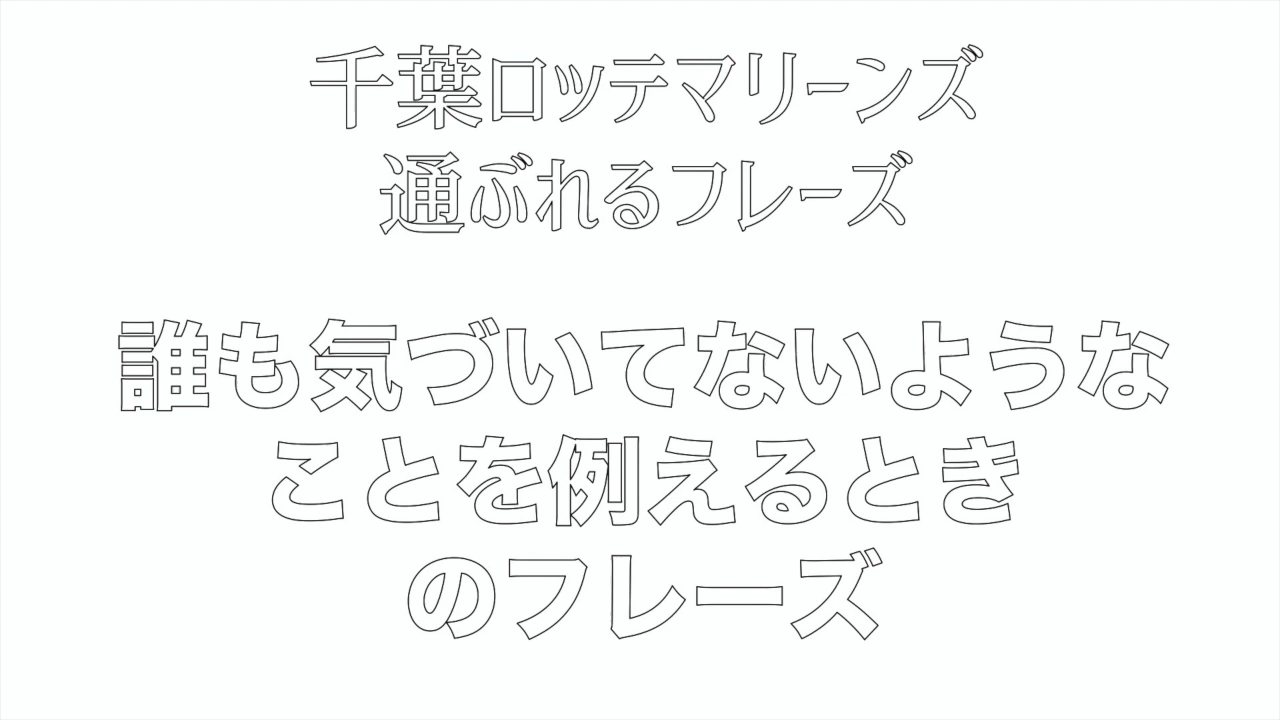 千葉ロッテマリーンズ
通ぶれるフレーズ
誰も気づいてないような
ことを例えるとき
のフレーズ